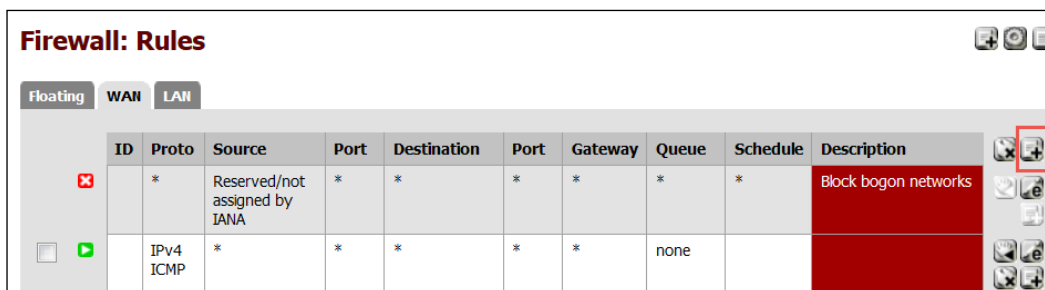 Firewall: Rules
Floating WAN LAN
ID Proto Source Port Destination Port Gateway Queue Schedule Description
* Reserved/not * * * * * * Block bogon networks
assigned by
IANA
IPv4 * * * * * none
ICMP